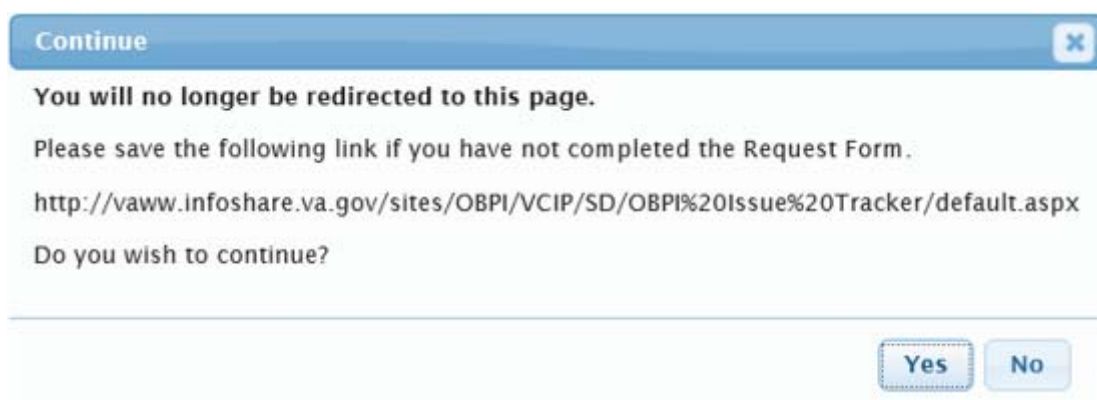 Continue
You will no longer be redirected to this page.
Please save the following link if you have not completed the Request Form.
http://vaww.infoshare.va.gov/sites/OBPI/VCIP/SD/OBPI%20Issue%20Tracker/default.aspx
Do you wish to continue?
Yes No